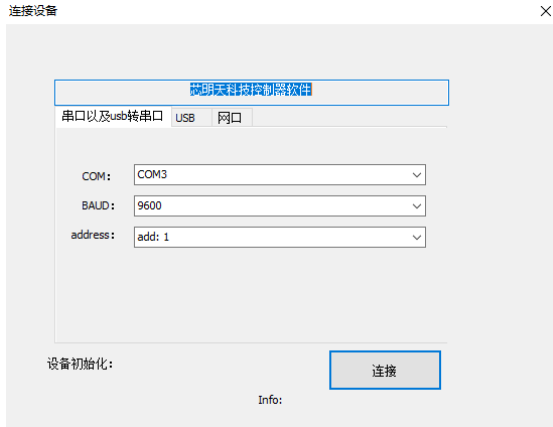 连接设备
芯明天科技控制器软件
串口以及usb转串口 USB 网口
COM: COM3
BAUD: 9600
address: add: 1
设备初始化:
连接
Info: